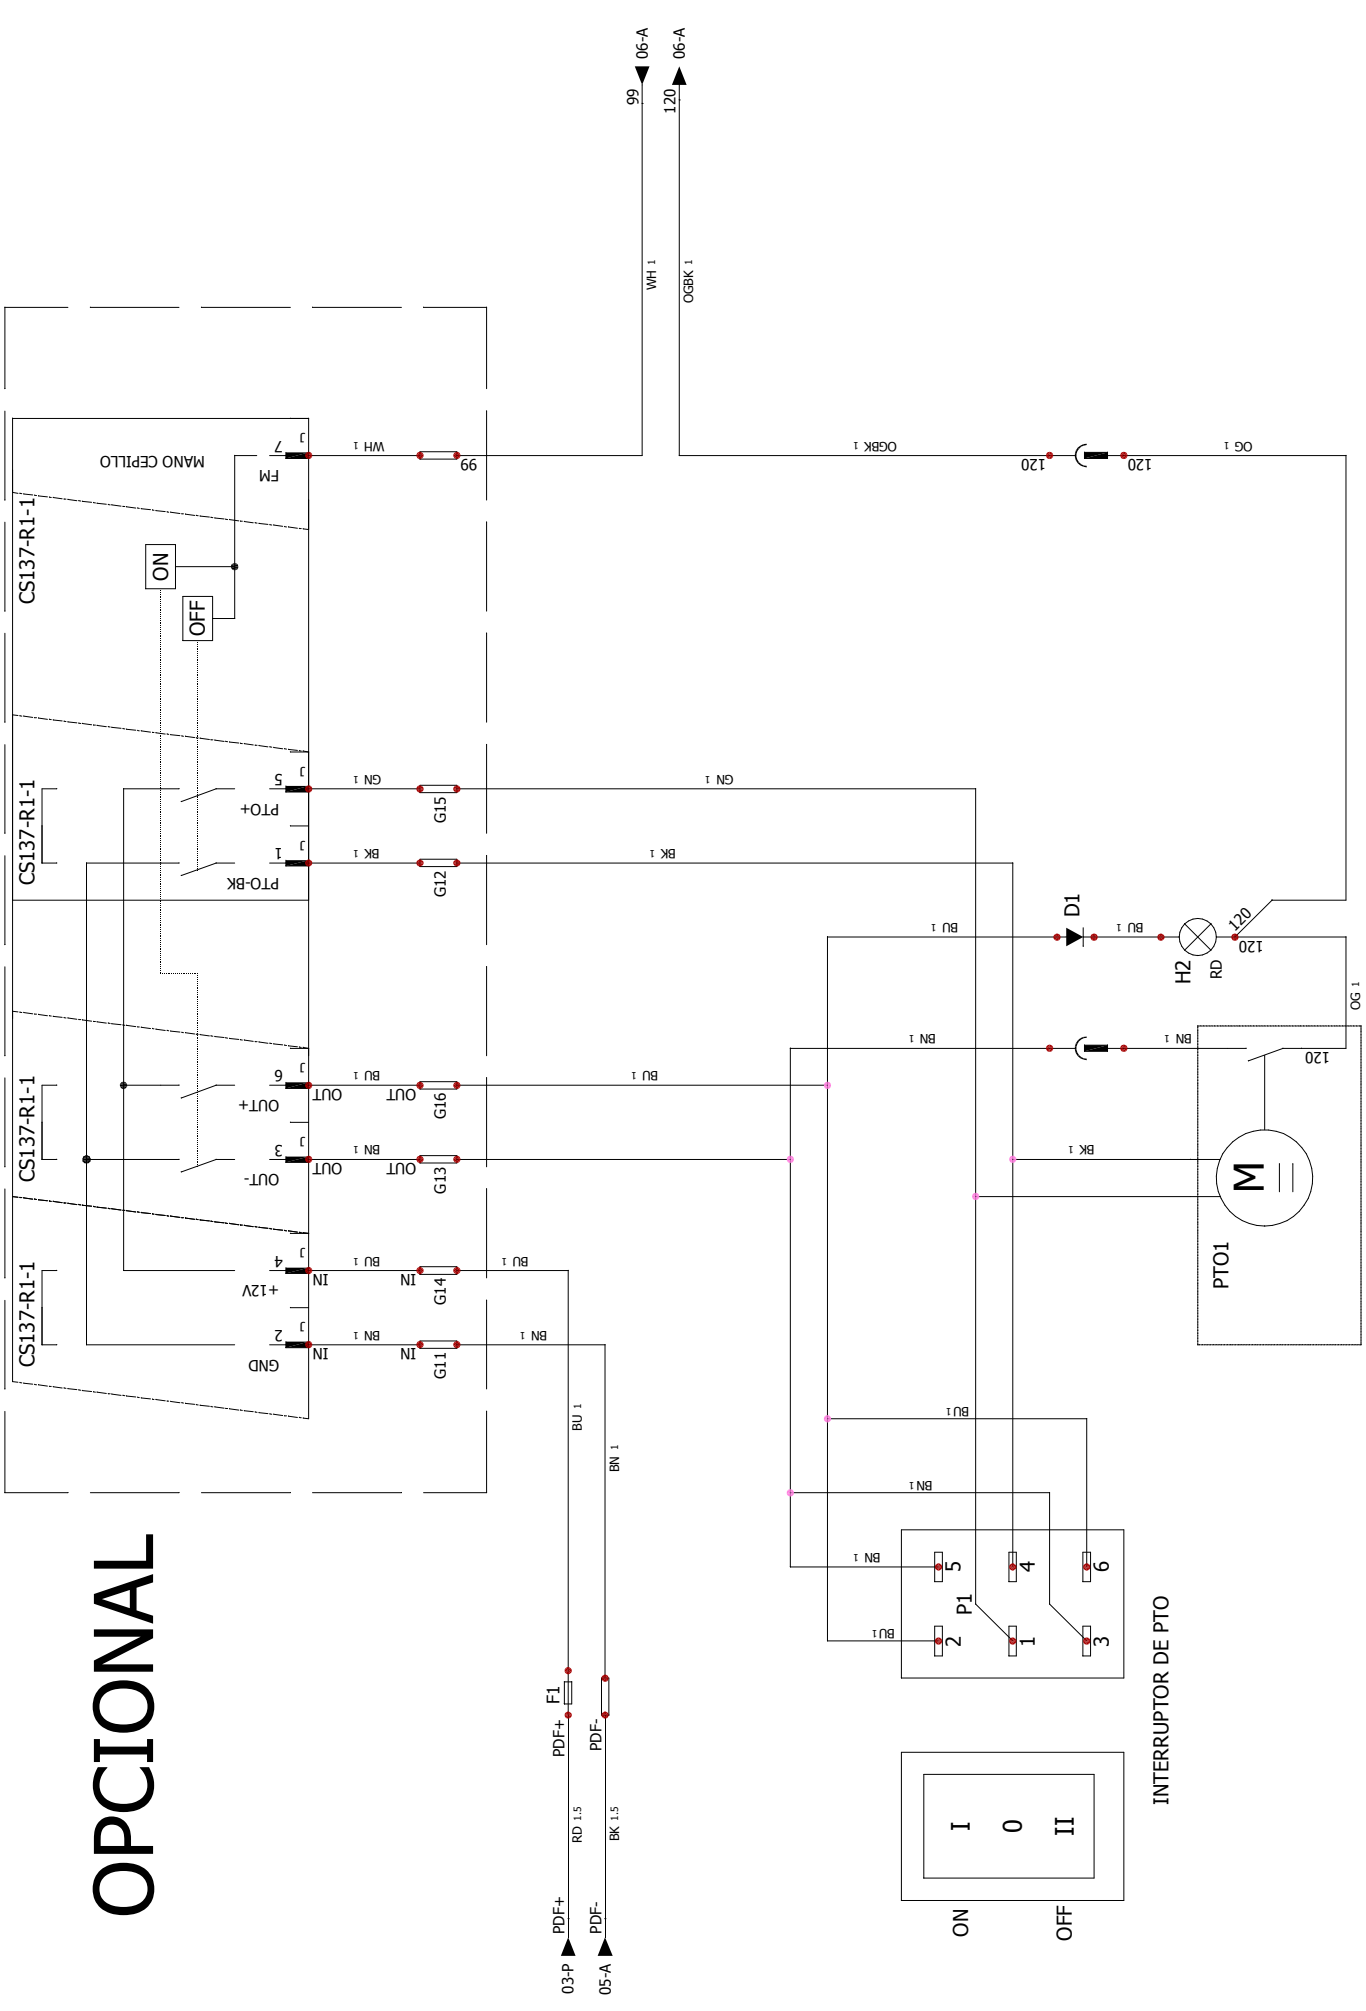 OPCIONAL
CS137-R1-1
CS137-R1-1
CS137-R1-1
CS137-R1-1
MANO CEPILLO
ON
OFF
GND
2
J
+12V
4
J
OUT-
3
J
OUT+
6
J
PTO-BK
1
J
PTO+
5
J
FM
7
J
IN
BN 1
IN
G11
BN 1
IN
BU 1
IN
G14
BU 1
OUT
BN 1
OUT
G13
OUT
BU 1
OUT
G16
BU 1
BK 1
G12
BK 1
GN 1
G15
GN 1
WH 1
99
WH 1
99
06-A
120
06-A
OGBK 1
OGBK 1
120
120
OG 1
03-P
PDF+
RD 1.5
PDF+
F1
BU 1
05-A
PDF-
BK 1.5
PDF-
BN 1
BU 1
D1
BU 1
H2
RD
120
120
OG 1
BN 1
BN 1
120
BK 1
M
PTO1
BU 1
BN 1
BN 1
BU 1
P1
5
4
6
2
1
3
INTERRUPTOR DE PTO
I
O
II
ON
OFF